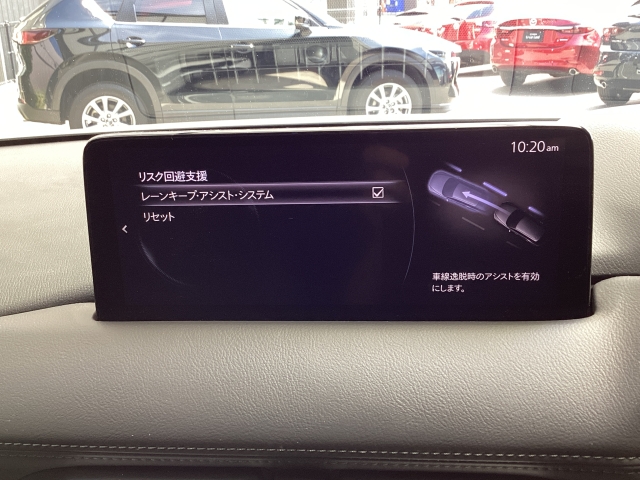 10:20am
リスク回避支援
レーンキープ・アシスト・システム
リセット
車線逸脱時のアシストを有効
にします。